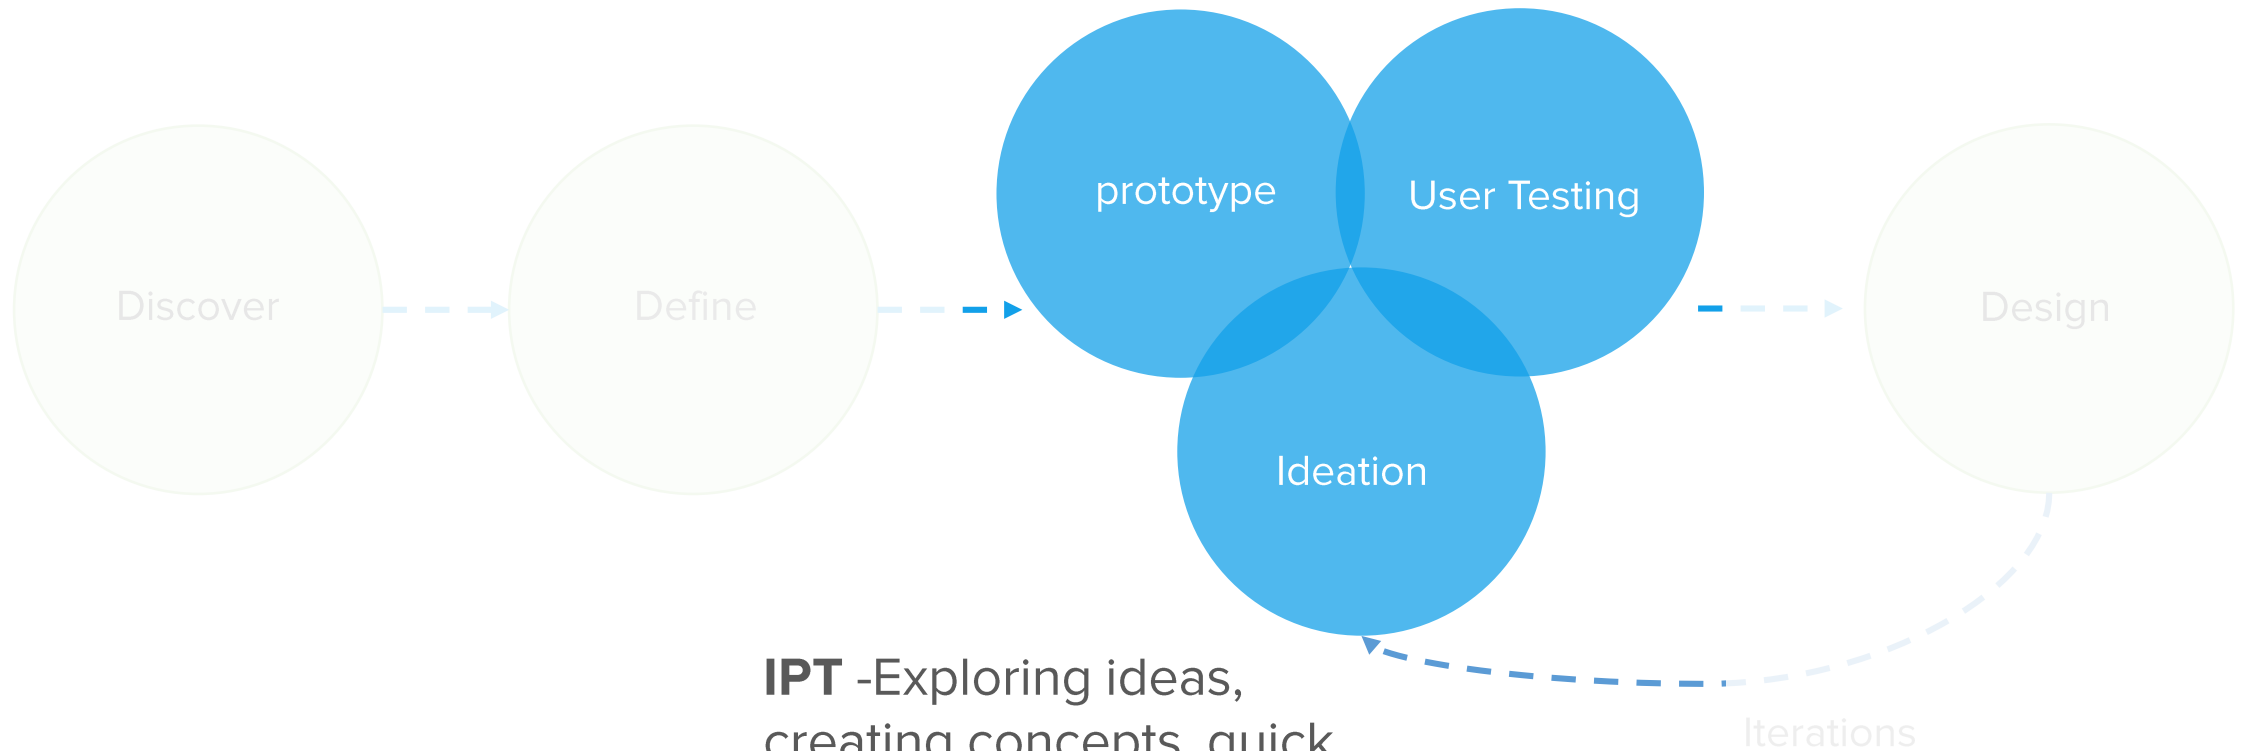 prototype
User Testing
Discover
Define
Design
Ideation
IPT -Exploring ideas,
creating concepts, quick
Iterations